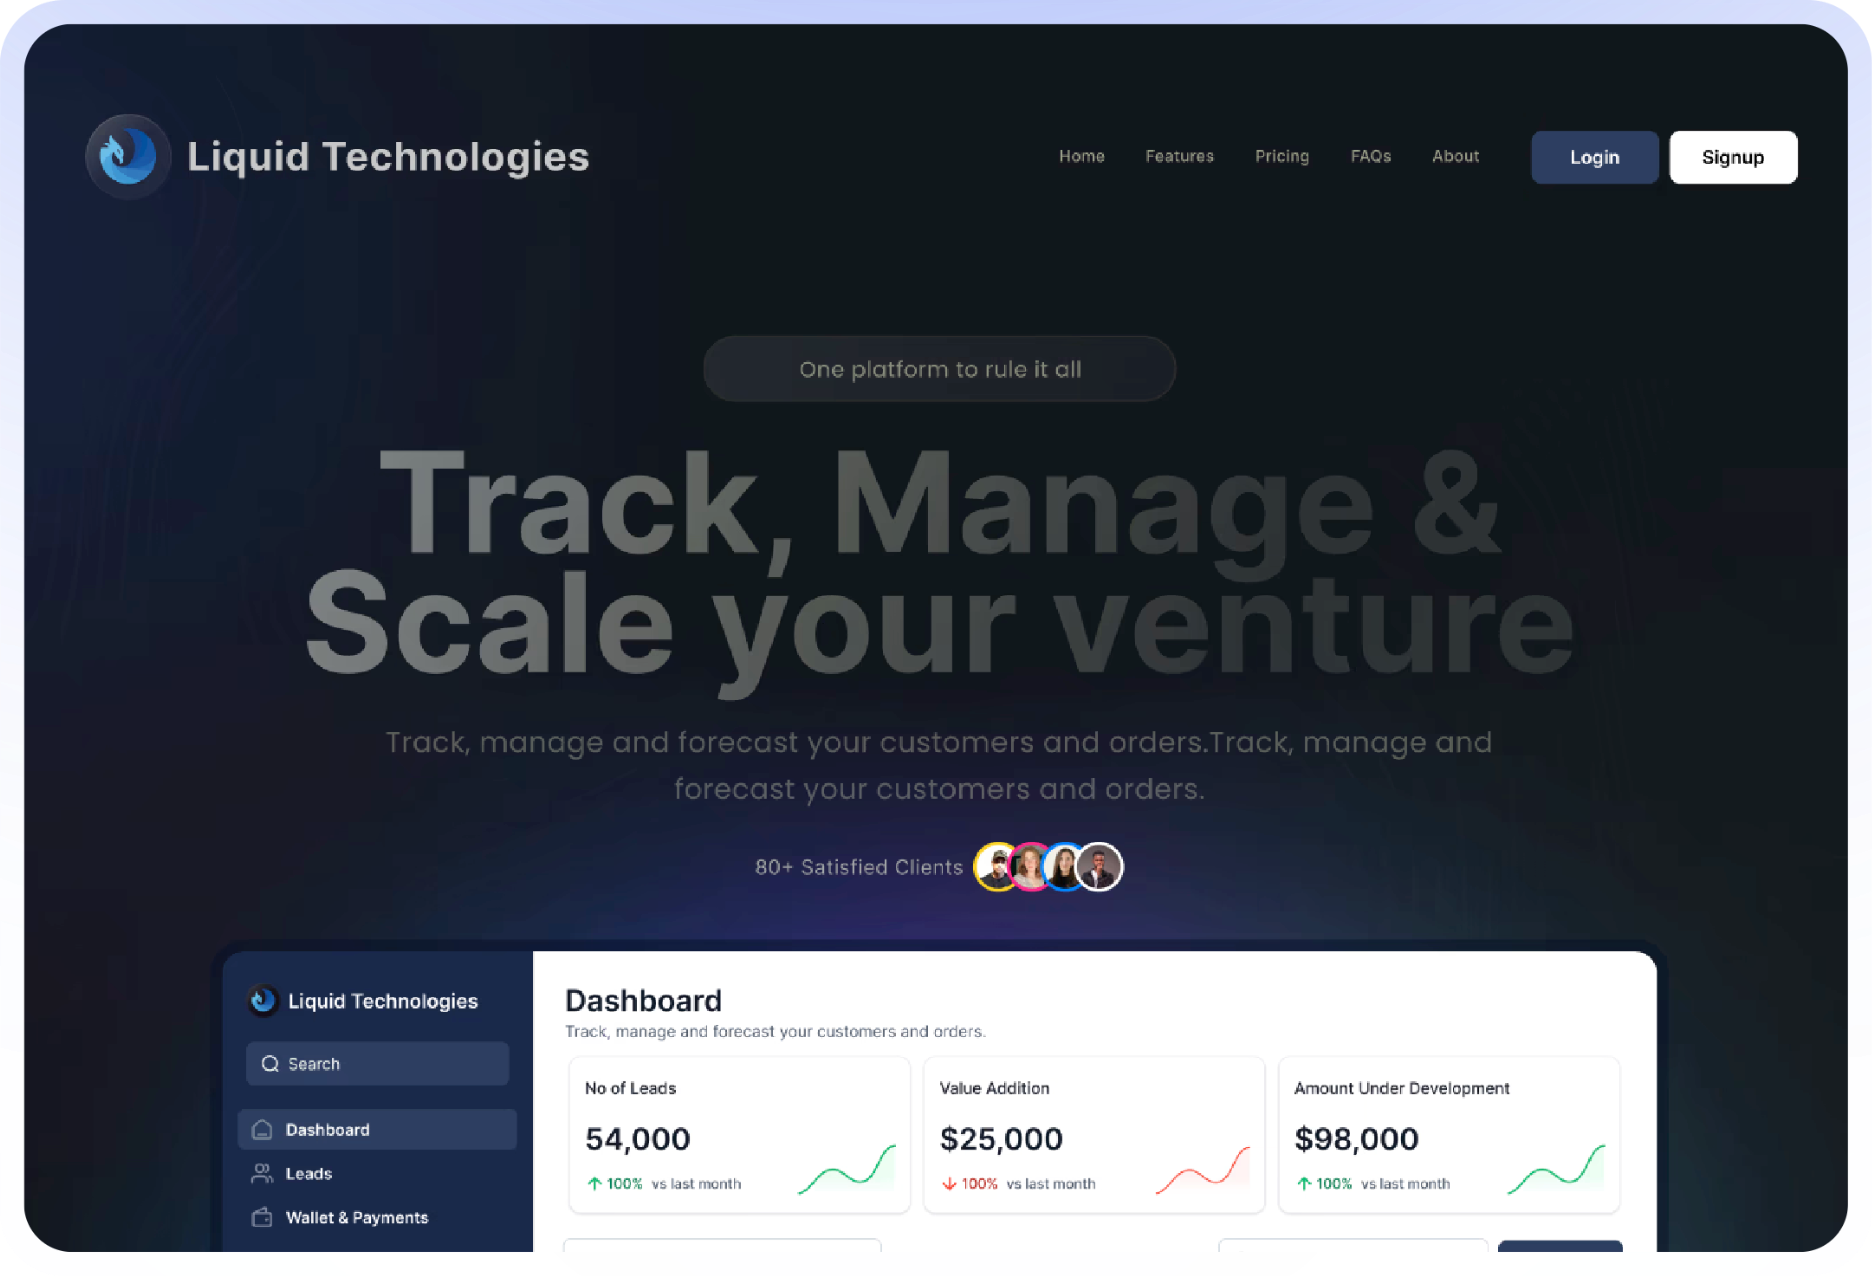 Liquid Technologies
Home Features Pricing FAQs About Login Signup
One platform to rule it all
Track, Manage &
Scale your venture
Track, manage and forecast your customers and orders.Track, manage and
forecast your customers and orders.
80+ Satisfied Clients
Liquid Technologies
Search
Dashboard
Leads
Wallet & Payments
Dashboard
Track, manage and forecast your customers and orders.
No of Leads
54,000
100% vs last month
Value Addition
$25,000
100% vs last month
Amount Under Development
$98,000
100% vs last month